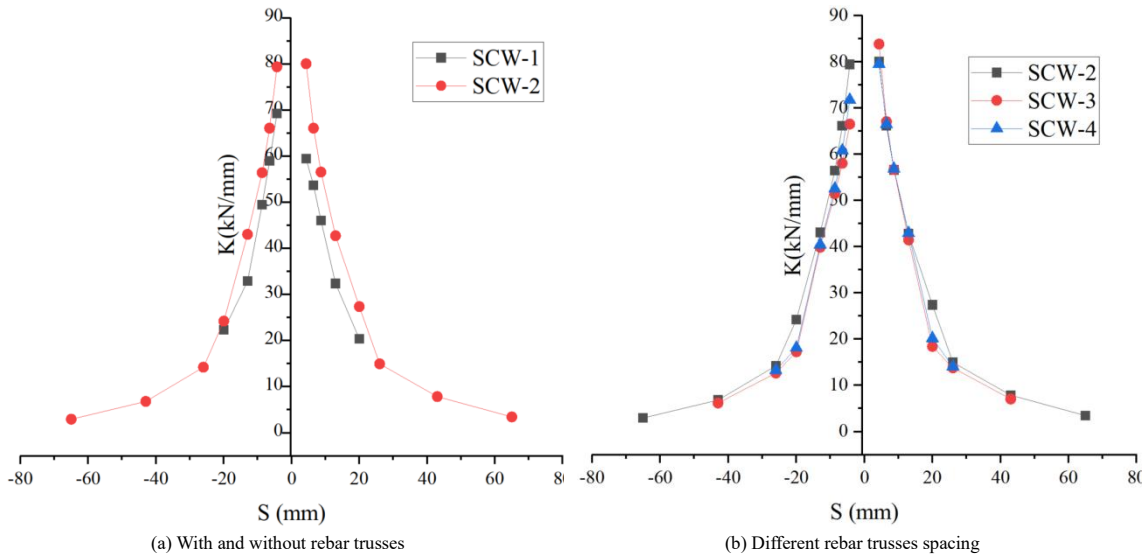 90
80
70
60
50
40
30
20
10
0
K(kN/mm)
SCW-1
SCW-2
-80 -60 -40 -20 0 20 40 60 80
S (mm)
(a) With and without rebar trusses
90
80
70
60
50
40
30
20
10
0
K(kN/mm)
SCW-2
SCW-3
SCW-4
-80 -60 -40 -20 0 20 40 60 80
S (mm)
(b) Different rebar trusses spacing